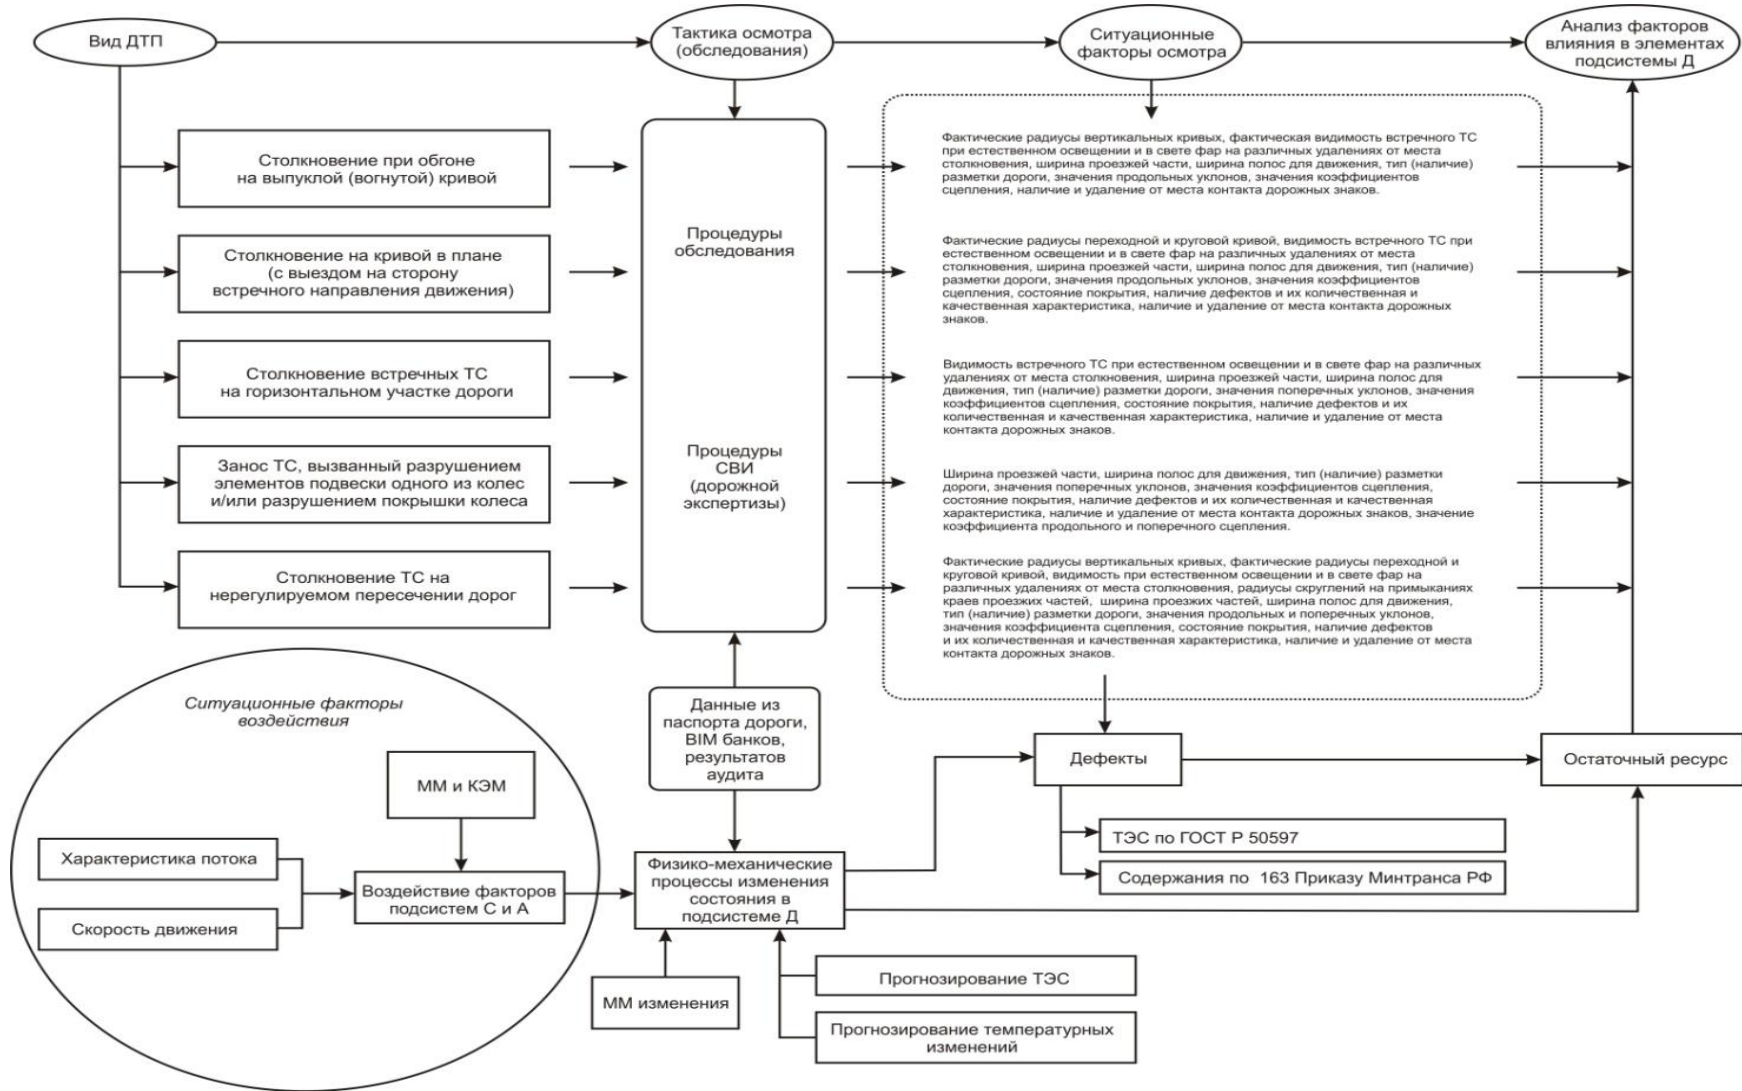 Вид ДТП
Тактика осмотра
(обследования)
Ситуационные
факторы осмотра
Анализ факторов
влияния в элементах
подсистемы Д
Столкновение при обгоне
на выпуклой (вогнутой) кривой
Столкновение на кривой в плане
(с выездом на сторону
встречного направления движения)
Столкновение встречных ТС
на горизонтальном участке дороги
Занос ТС, вызванный разрушением
элементов подвески одного из колес
и/или разрушением покрышки колеса
Столкновение ТС на
нерегулируемом пересечении дорог
Процедуры
обследования
Процедуры
СВИ
(дорожной
экспертизы)
Фактические радиусы вертикальных кривых, фактическая видимость встречного ТС
при естественном освещении и в свете фар на различных удалениях от места
столкновения, ширина проезжей части, ширина полос для движения, тип (наличие)
разметки дороги, значения продольных уклонов, значения коэффициентов
сцепления, наличие и удаление от места контакта дорожных знаков.
Фактические радиусы переходной и круговой кривой, видимость встречного ТС при
естественном освещении и в свете фар на различных удалениях от места
столкновения, ширина проезжей части, ширина полос для движения, тип (наличие)
разметки дороги, значения продольных уклонов, значения коэффициентов
сцепления, состояние покрытия, наличие дефектов и их количественная и
качественная характеристика, наличие и удаление от места контакта дорожных
знаков.
Видимость встречного ТС при естественном освещении и в свете фар на различных
удалениях от места столкновения, ширина проезжей части, ширина полос для
движения, тип (наличие) разметки дороги, значения поперечных уклонов, значения
коэффициентов сцепления, состояние покрытия, наличие дефектов и их
количественная и качественная характеристика, наличие и удаление от места
контакта дорожных знаков.
Ширина проезжей части, ширина полос для движения, тип (наличие) разметки
дороги, значения поперечных уклонов, значения коэффициентов сцепления,
состояние покрытия, наличие дефектов и их количественная и качественная
характеристика, наличие и удаление от места контакта дорожных знаков, значение
коэффициента продольного и поперечного сцепления.
Фактические радиусы вертикальных кривых, фактические радиусы переходной и
круговой кривой, видимость при естественном освещении и в свете фар на
различных удалениях от места столкновения, радиусы скруглений на примыканиях
краев проезжих частей, ширина проезжих частей, ширина полос для движения,
тип (наличие) разметки дороги, значения продольных и поперечных уклонов,
значения коэффициента сцепления, состояние покрытия, наличие дефектов
и их количественная и качественная характеристика, наличие и удаление от места
контакта дорожных знаков.
Ситуационные факторы
воздействия
ММ и КЭМ
Характеристика потока
Скорость движения
Воздействие факторов
подсистем С и А
Данные из
паспорта дороги,
BIM банков,
результатов
аудита
Физико-механические
процессы изменения
состояния в
подсистеме Д
ММ изменения
Прогнозирование ТЭС
Прогнозирование температурных
изменений
Дефекты
ТЭС по ГОСТ Р 50597
Содержания по 163 Приказу Минтранса РФ
Остаточный ресурс